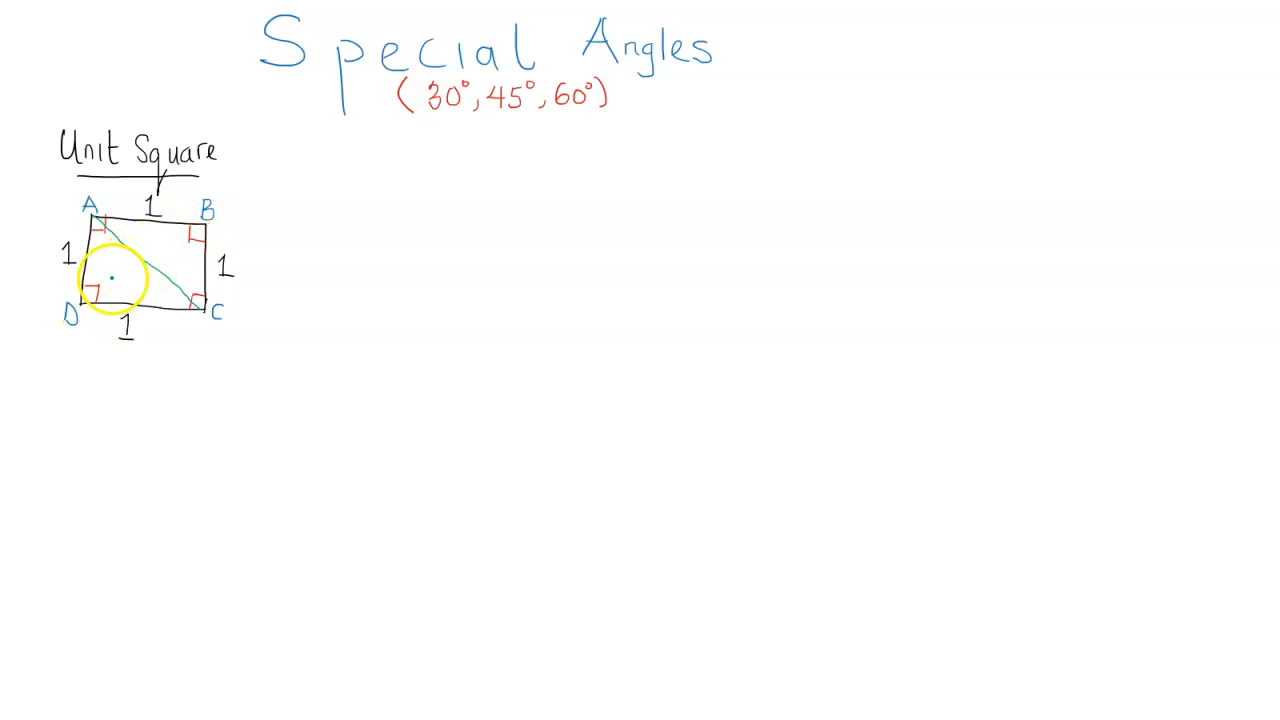 Special Angles
(30°, 45°, 60°)
Unit Square
A 1 B
1 1
D 1 C